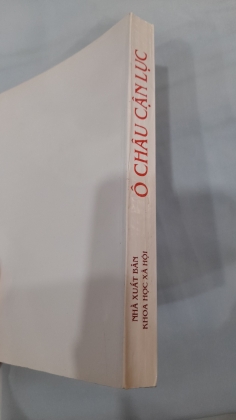 Ô CHÂU CẬN LỤC
NHÀ XUẤT BẢN
KHOA HỌC XÃ HỘI